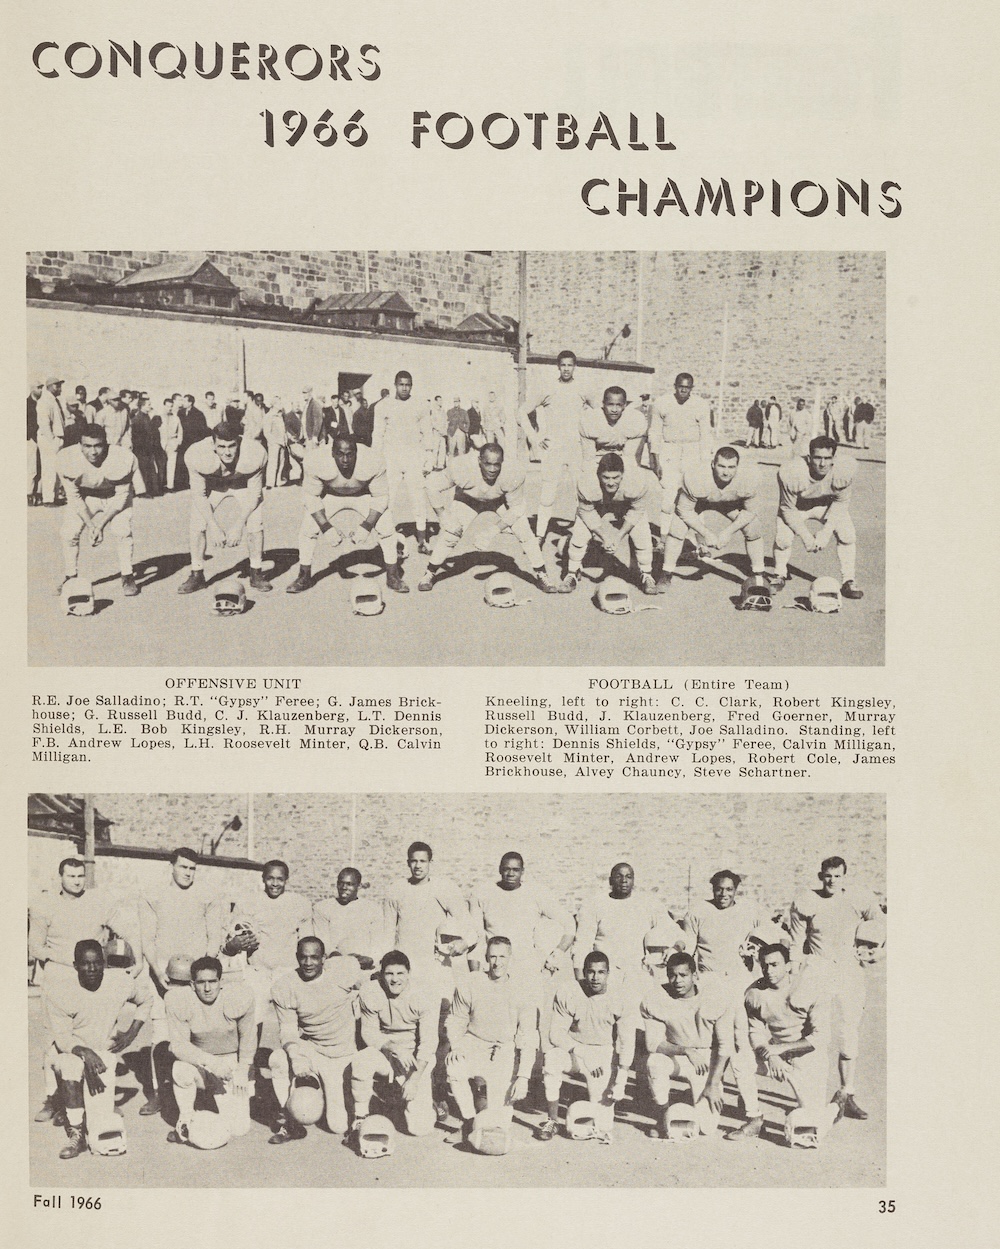 CONQUERORS
1966 FOOTBALL
CHAMPIONS
OFFENSIVE UNIT
R.E. Joe Salladino; R.T. “Gypsy” Feree; G. James Brick-
house; G. Russell Budd, C. J. Klauzenberg, L.T. Dennis
Shields, L.E. Bob Kingsley, R.H. Murray Dickerson,
F.B. Andrew Lopes, L.H. Roosevelt Minter, Q.B. Calvin
Milligan.
FOOTBALL (Entire Team)
Kneeling, left to right: C. C. Clark, Robert Kingsley,
Russell Budd, J. Klauzenberg, Fred Goerner, Murray
Dickerson, William Corbett, Joe Salladino. Standing, left
to right: Dennis Shields, “Gypsy” Feree, Calvin Milligan,
Roosevelt Minter, Andrew Lopes, Robert Cole, James
Brickhouse, Alvey Chauncy, Steve Schartner.
Fall 1966
35